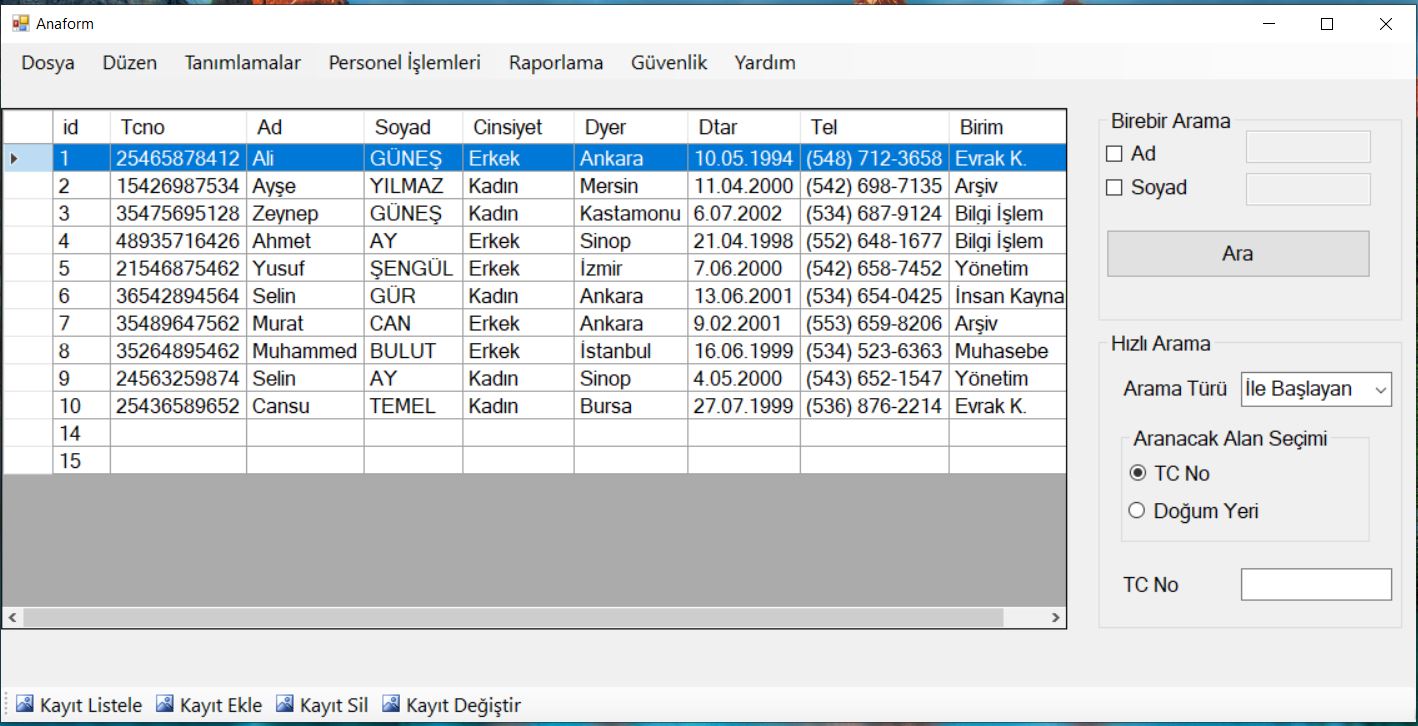 Anaform
Dosya Düzen Tanımlamalar Personel İşlemleri Raporlama Güvenlik Yardım
id Tcno Ad Soyad Cinsiyet Dyer Dtar Tel Birim
1 25465878412 Ali GÜNEŞ Erkek Ankara 10.05.1994 (548) 712-3658 Evrak K.
2 15426987534 Ayşe YILMAZ Kadın Mersin 11.04.2000 (542) 698-7135 Arşiv
3 35475695128 Zeynep GÜNEŞ Kadın Kastamonu 6.07.2002 (534) 687-9124 Bilgi İşlem
4 48935716426 Ahmet AY Erkek Sinop 21.04.1998 (552) 648-1677 Bilgi İşlem
5 21546875462 Yusuf ŞENGÜL Erkek İzmir 7.06.2000 (542) 658-7452 Yönetim
6 36542894564 Selin GÜR Kadın Ankara 13.06.2001 (534) 654-0425 İnsan Kayna
7 35489647562 Murat CAN Erkek Ankara 9.02.2001 (553) 659-8206 Arşiv
8 35264895462 Muhammed BULUT Erkek İstanbul 16.06.1999 (534) 523-6363 Muhasebe
9 24563259874 Selin AY Kadın Sinop 4.05.2000 (543) 652-1547 Yönetim
10 25436589652 Cansu TEMEL Kadın Bursa 27.07.1999 (536) 876-2214 Evrak K.
14
15
Birebir Arama
Ad
Soyad
Ara
Hızlı Arama
Arama Türü İle Başlayan
Aranacak Alan Seçimi
TC No
Doğum Yeri
TC No
Kayıt Listele Kayıt Ekle Kayıt Sil Kayıt Değiştir